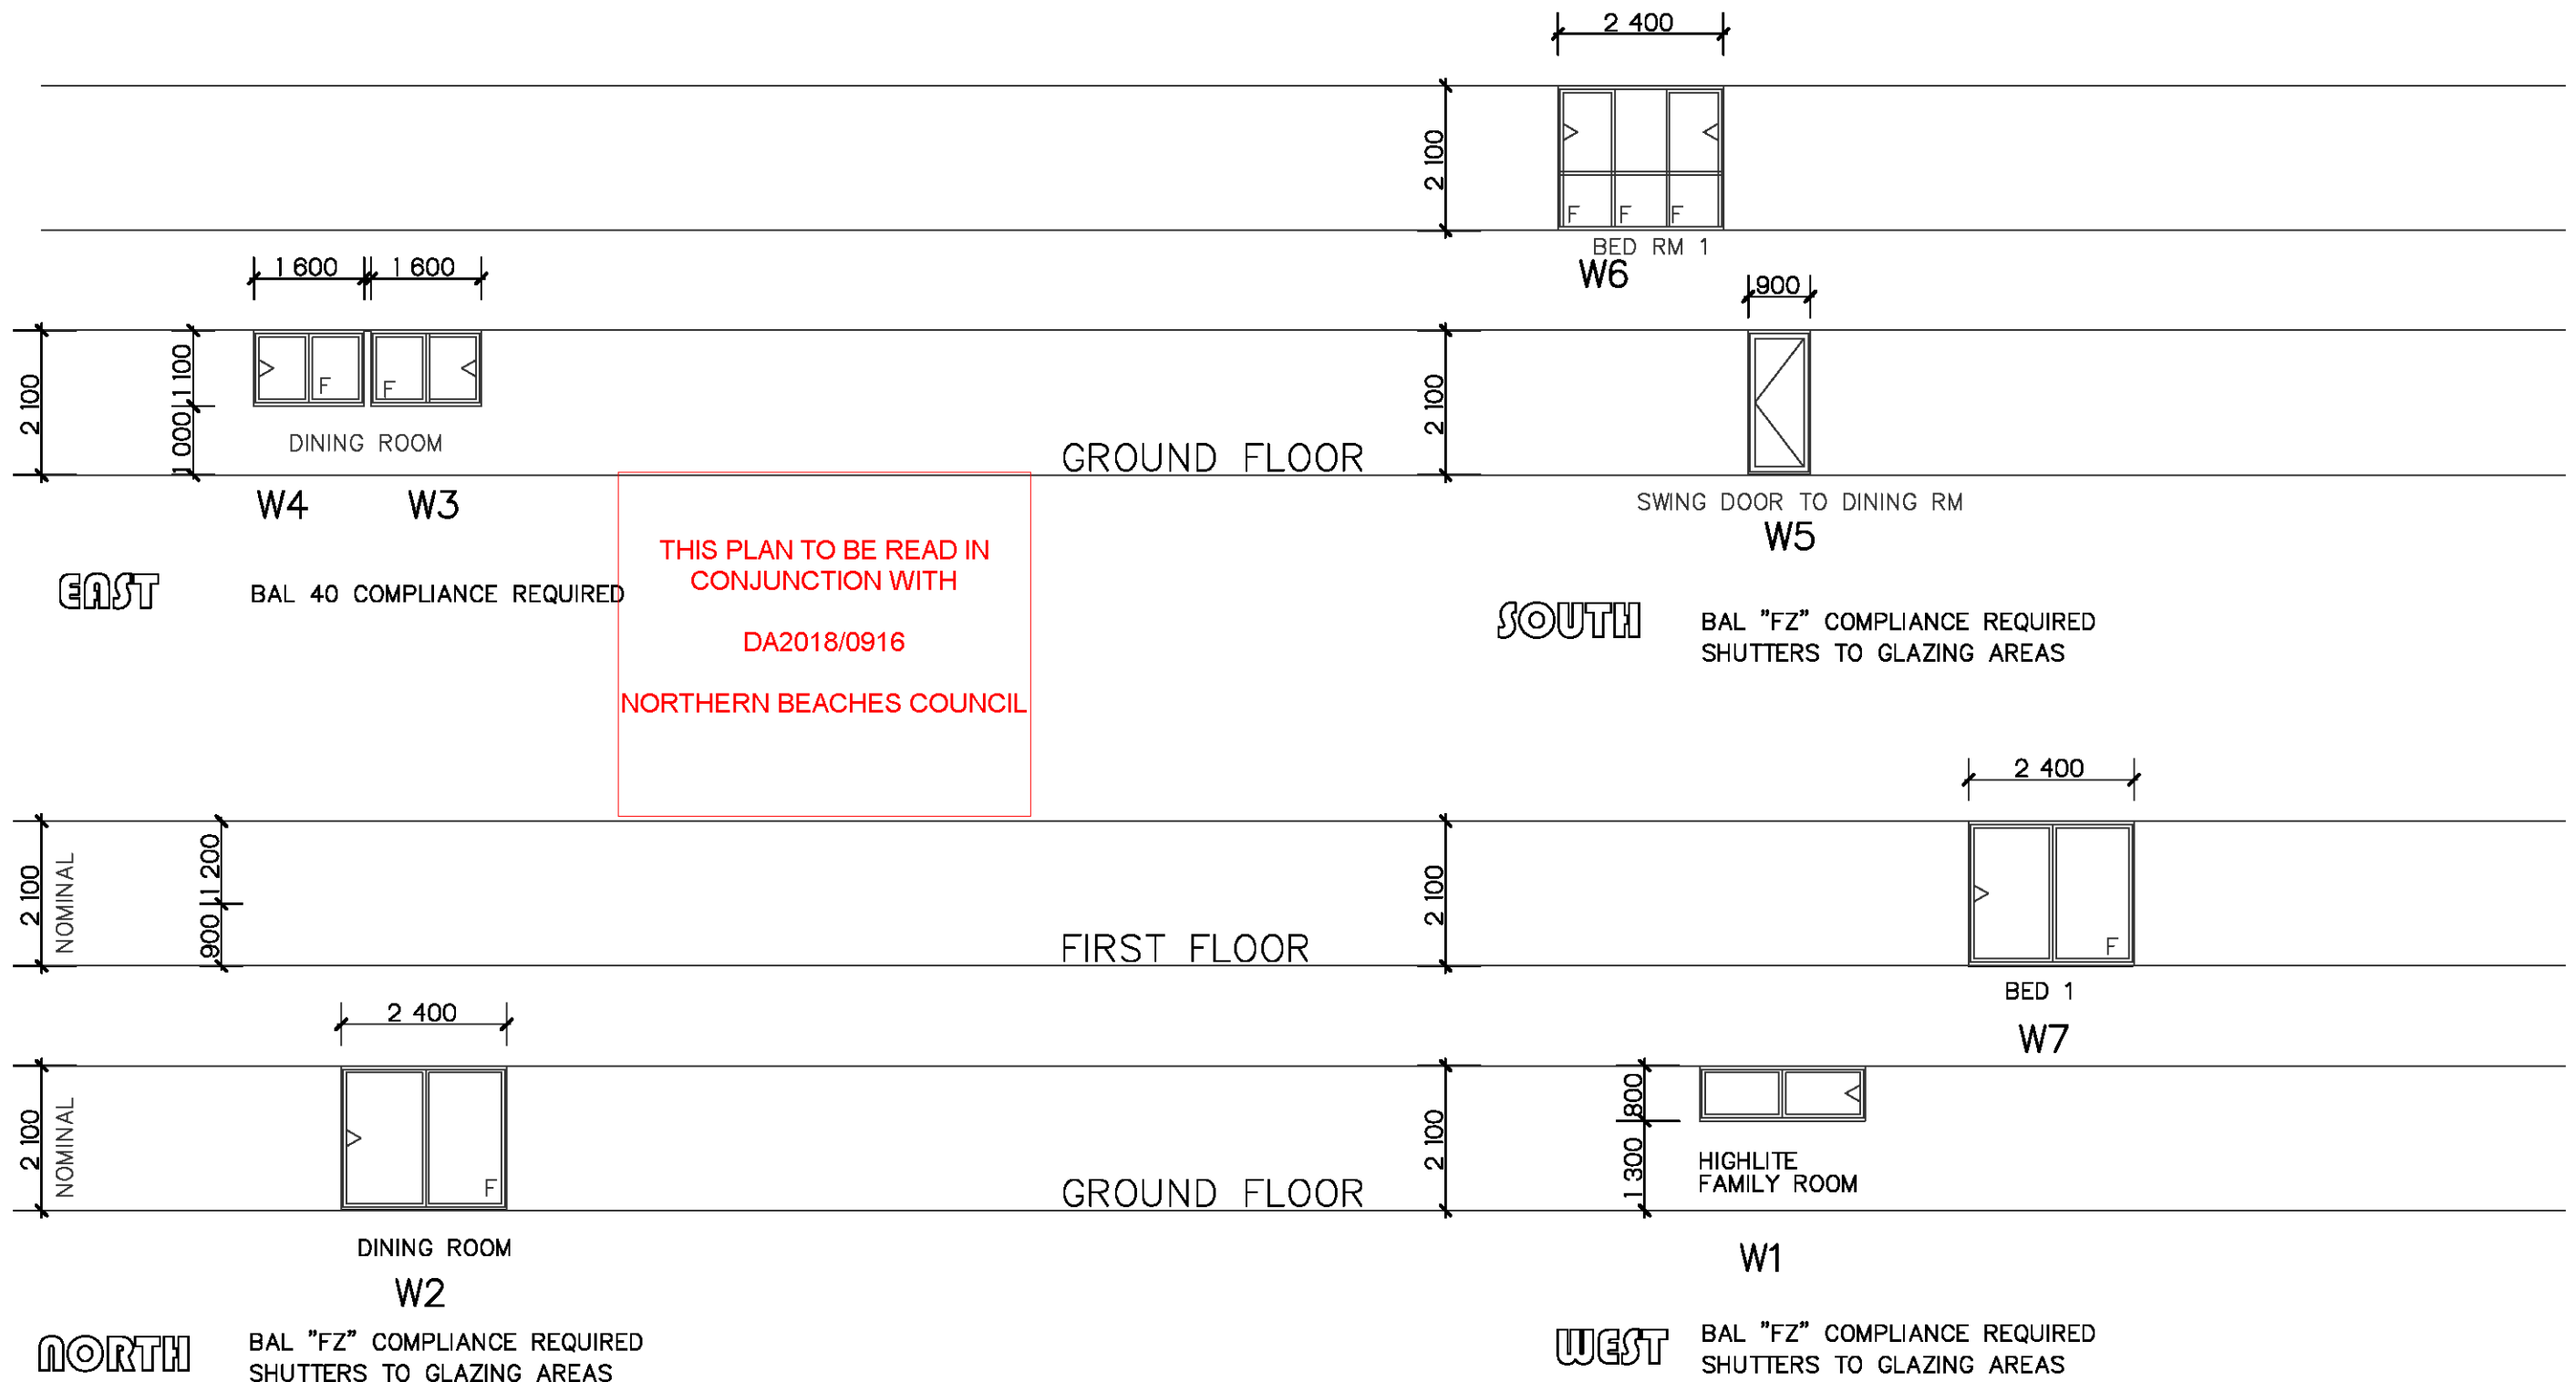 2 400
2 100
F F F
BED RM 1
W6
1 600 1 600
900
2 100
1 100
1 000
F F
DINING ROOM
GROUND FLOOR
2 100
W4 W3
SWING DOOR TO DINING RM
W5
EAST
BAL 40 COMPLIANCE REQUIRED
THIS PLAN TO BE READ IN
CONJUNCTION WITH
DA2018/0916
NORTHERN BEACHES COUNCIL
SOUTH
BAL "FZ" COMPLIANCE REQUIRED
SHUTTERS TO GLAZING AREAS
2 400
2 100
NOMINAL
1 200
900
FIRST FLOOR
2 100
F
BED 1
W7
2 400
2 100
NOMINAL
F
GROUND FLOOR
2 100
800
1 300
HIGHLITE
FAMILY ROOM
DINING ROOM
W2
W1
NORTH
BAL "FZ" COMPLIANCE REQUIRED
SHUTTERS TO GLAZING AREAS
WEST
BAL "FZ" COMPLIANCE REQUIRED
SHUTTERS TO GLAZING AREAS